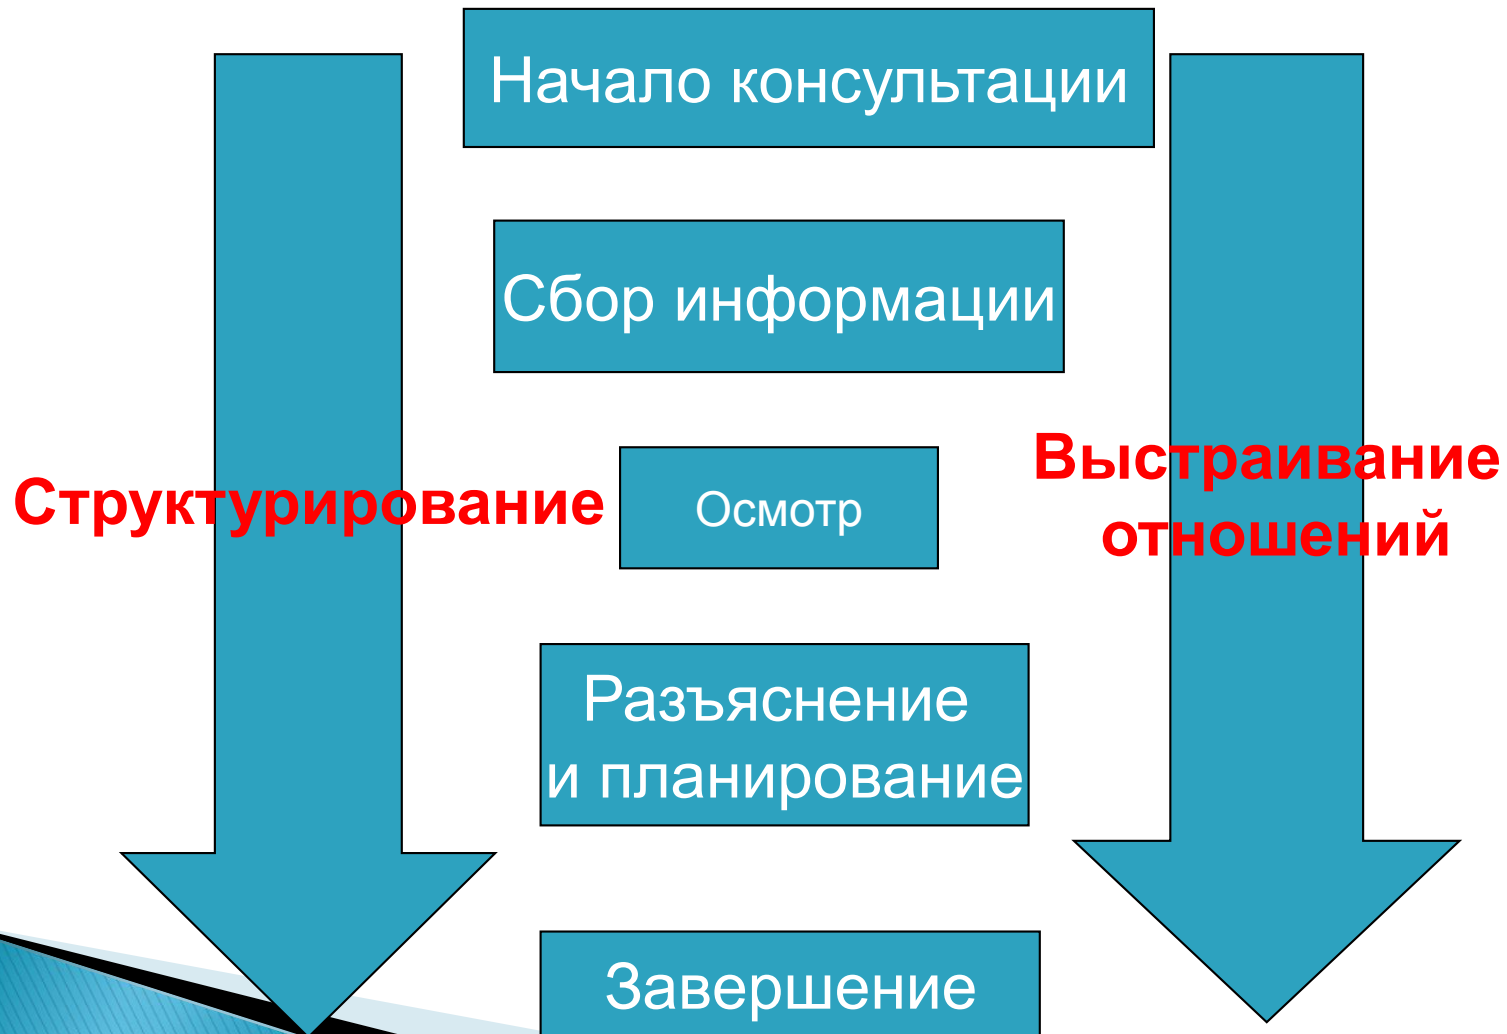 Начало консультации
Сбор информации
Структурирование
Осмотр
Выстраивание
отношений
Разъяснение
и планирование
Завершение